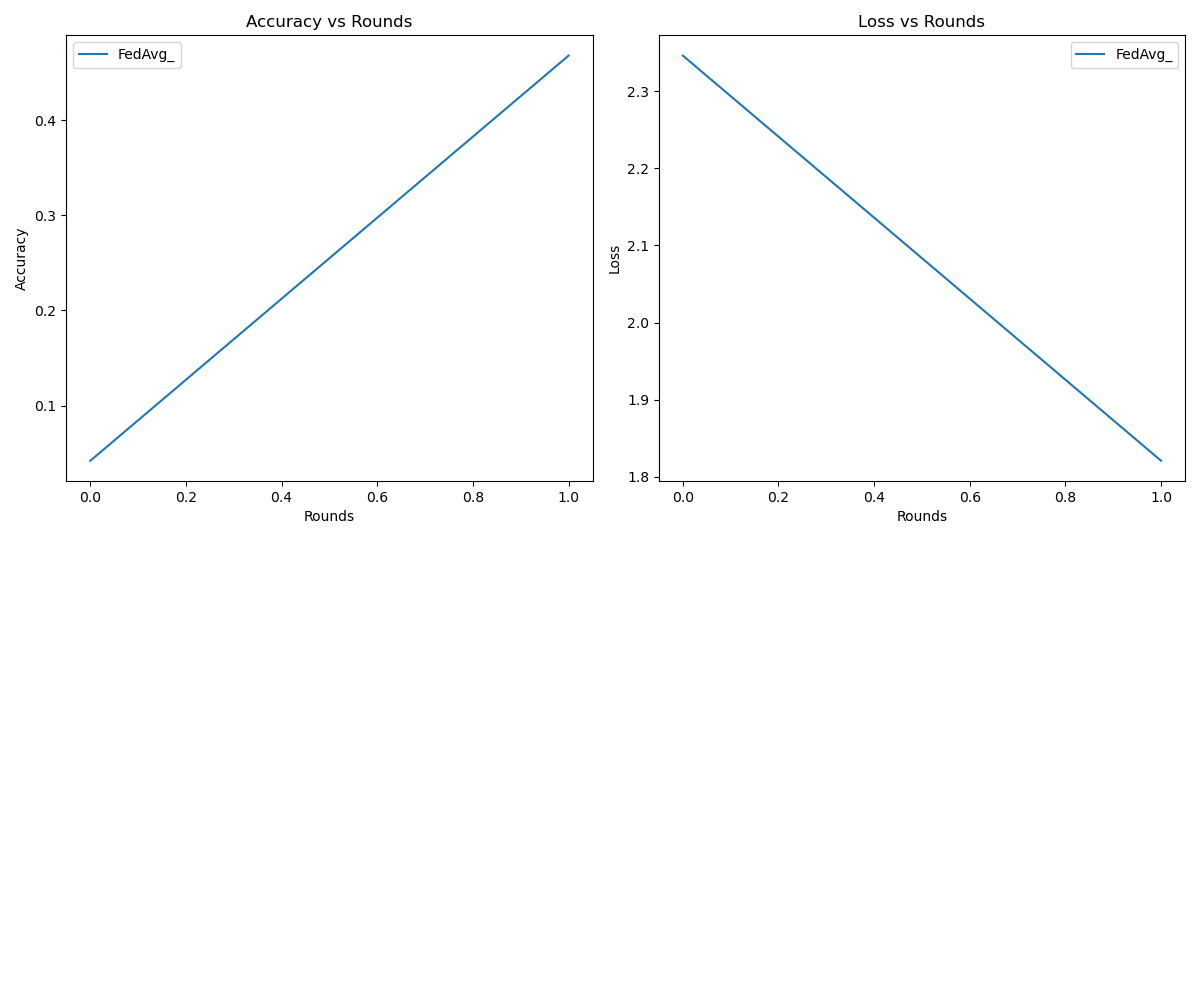 Accuracy vs Rounds
FedAvg_
Accuracy
0.4
0.3
0.2
0.1
0.0 0.2 0.4 0.6 0.8 1.0
Rounds
Loss vs Rounds
FedAvg_
Loss
2.3
2.2
2.1
2.0
1.9
1.8
0.0 0.2 0.4 0.6 0.8 1.0
Rounds